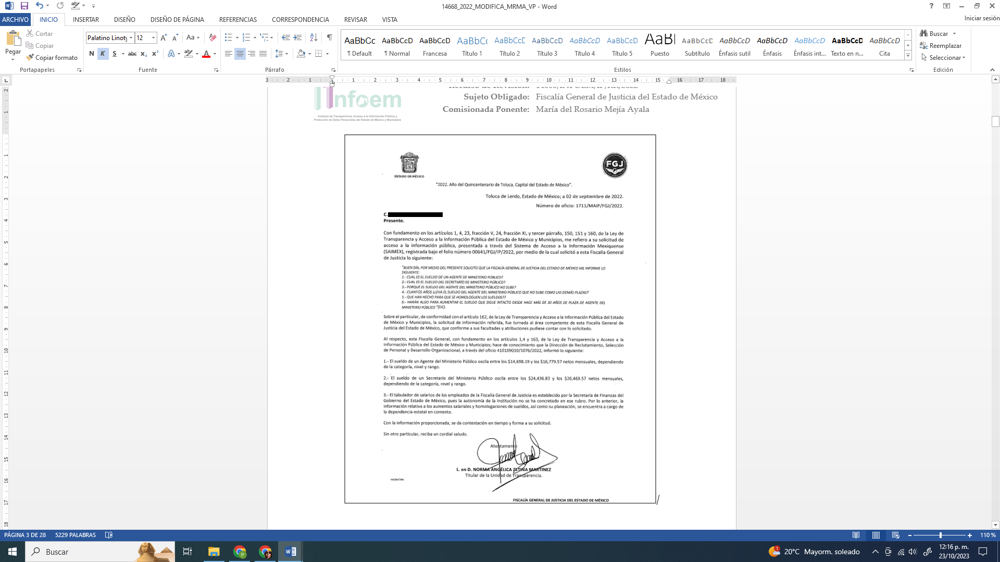 14668_2022_MODIFICA_MRMA_VP - Word
ARCHIVO INICIO INSERTAR DISEÑO DISEÑO DE PÁGINA REFERENCIAS CORRESPONDENCIA REVISAR VISTA
Iniciar sesión
Pegar
Cortar
Copiar
Copiar formato
Portapapeles
Palatino Linoty 12
Fuente
Párrafo
AaBbCc AaBbCcD AaBbCcD AaBbC AaBbCcD AaBbCcD AaBbCcD AaBbCcD AaBl AaBbCcD AaBbCcD AaBbCcD AaBbCcD AaBbCcD AaBbCcD
¶ Default ¶ Normal Francesa Título 1 Título 2 Título 3 Título 4 Título 5 Puesto Subtítulo Énfasis sutil Énfasis Énfasis int... Texto en n... Cita
Estilos
Buscar
Reemplazar
Seleccionar
Edición
3 2 1 1 2 3 4 5 6 7 8 9 10 11 12 13 14 15 16 17 18
infoem
Instituto de Transparencia, Acceso a la Información Pública y
Protección de Datos Personales del Estado de México y Municipios
Sujeto Obligado: Fiscalía General de Justicia del Estado de México
Comisionada Ponente: María del Rosario Mejía Ayala
ESTADO DE MÉXICO
FGJ
"2022. Año del Quincentenario de Toluca, Capital del Estado de México".
Toluca de Lerdo, Estado de México; a 02 de septiembre de 2022.
Número de oficio: 1711/MAIP/FGJ/2022.
C.
Presente.
Con fundamento en los artículos 1, 4, 23, fracción V, 24, fracción XI, y tercer párrafo, 150, 151 y 160, de la Ley de
Transparencia y Acceso a la Información Pública del Estado de México y Municipios, me refiero a su solicitud de
acceso a la información pública, presentada a través del Sistema de Acceso a la Información Mexiquense
(SAIMEX), registrada bajo el folio número 00641/FGJ/IP/2022, por medio de la cual solicitó a esta Fiscalía General
de Justicia lo siguiente:
"BUEN DÍA, POR MEDIO DEL PRESENTE SOLICITO QUE LA FISCALÍA GENERAL DE JUSTICIA DEL ESTADO DE MÉXICO ME INFORME LO
SIGUIENTE:
1.- CUAL ES EL SUELDO DE UN AGENTE DE MINISTERIO PÚBLICO?
2.- CUAL ES EL SUELDO DEL SECRETARÍO DE MINISTERIO PÚBLICO?
3.- PORQUÉ EL SUELDO DEL AGENTE DEL MINISTERIO PÚBLICO NO SUBE?
4.- CUANTOS AÑOS LLEVA EL SUELDO DEL AGENTE DEL MINISTERIO PÚBLICO QUE NO SUBE COMO LAS DEMÁS PLAZAS?
5.- QUE HAN HECHO PARA QUE SE HOMOLOGUEN LOS SUELDOS??
6.- HARÁN ALGO PARA AUMENTAR EL SUELDO QUE SIGUE INTACTO DESDE HACE MÁS DE 20 AÑOS DE PLAZA DE AGENTE DEL
MINISTERIO PÚBLICO "(SIC).
Sobre el particular, de conformidad con el artículo 162, de la Ley de Transparencia y Acceso a la Información Pública del Estado
de México y Municipios, la solicitud de información referida, fue turnada al área competente de esta Fiscalía General de
Justicia del Estado de México, que conforme a sus facultades y atribuciones pudiese contar con lo solicitado.
Al respecto, esta Fiscalía General, con fundamento en los artículos 1,4 y 163, de la Ley de Transparencia y Acceso a la
Información Pública del Estado de México y Municipios; hace de conocimiento que la Dirección de Reclutamiento, Selección
de Personal y Desarrollo Organizacional, a través del oficio 410109Q10/1076/2022, informó lo siguiente:
1.- El sueldo de un Agente del Ministerio Público oscila entre los $14,698.19 y los $16,779.57 netos mensuales, dependiendo
de la categoría, nivel y rango.
2.- El sueldo de un Secretario del Ministerio Público oscila entre los $24,436.83 y los $26,469.57 netos mensuales,
dependiendo de la categoría, nivel y rango.
3.- El tabulador de salarios de los empleados de la Fiscalía General de Justicia es establecido por la Secretaría de Finanzas del
Gobierno del Estado de México, pues la autonomía de la institución no se ha concretado en ese rubro. Por lo anterior, la
información relativa a los aumentos salariales y homologaciones de sueldos, así como su planeación, se encuentra a cargo de
la dependencia estatal en comento.
Con la información proporcionada, se da contestación en tiempo y forma a su solicitud.
Sin otro particular, reciba un cordial saludo.
Atentamente
L. en D. NORMA ANGÉLICA ZETINA MARTINEZ
Titular de la Unidad de Transparencia.
FISCALÍA GENERAL DE JUSTICIA DEL ESTADO DE MÉXICO
PÁGINA 3 DE 28 5229 PALABRAS 110 %
Buscar
20°C Mayorm. soleado
12:16 p. m.
23/10/2023